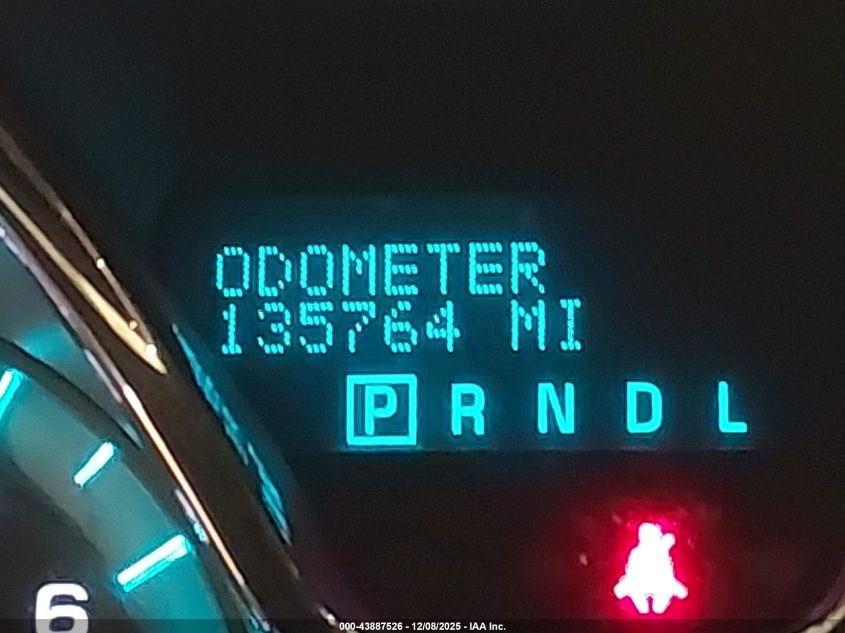 ODOMETER
135764 MI
P R N D L
6
000-43887526 - 12/08/2025 - IAA Inc.